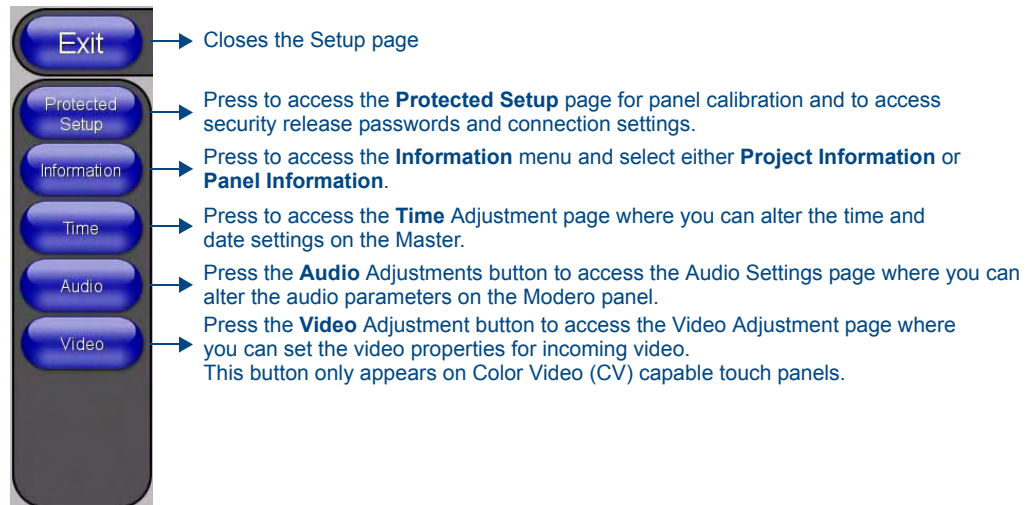 Exit
Closes the Setup page
Protected
Setup
Press to access the Protected Setup page for panel calibration and to access
security release passwords and connection settings.
Information
Press to access the Information menu and select either Project Information or
Panel Information.
Time
Press to access the Time Adjustment page where you can alter the time and
date settings on the Master.
Audio
Press the Audio Adjustments button to access the Audio Settings page where you can
alter the audio parameters on the Modero panel.
Video
Press the Video Adjustment button to access the Video Adjustment page where
you can set the video properties for incoming video.
This button only appears on Color Video (CV) capable touch panels.